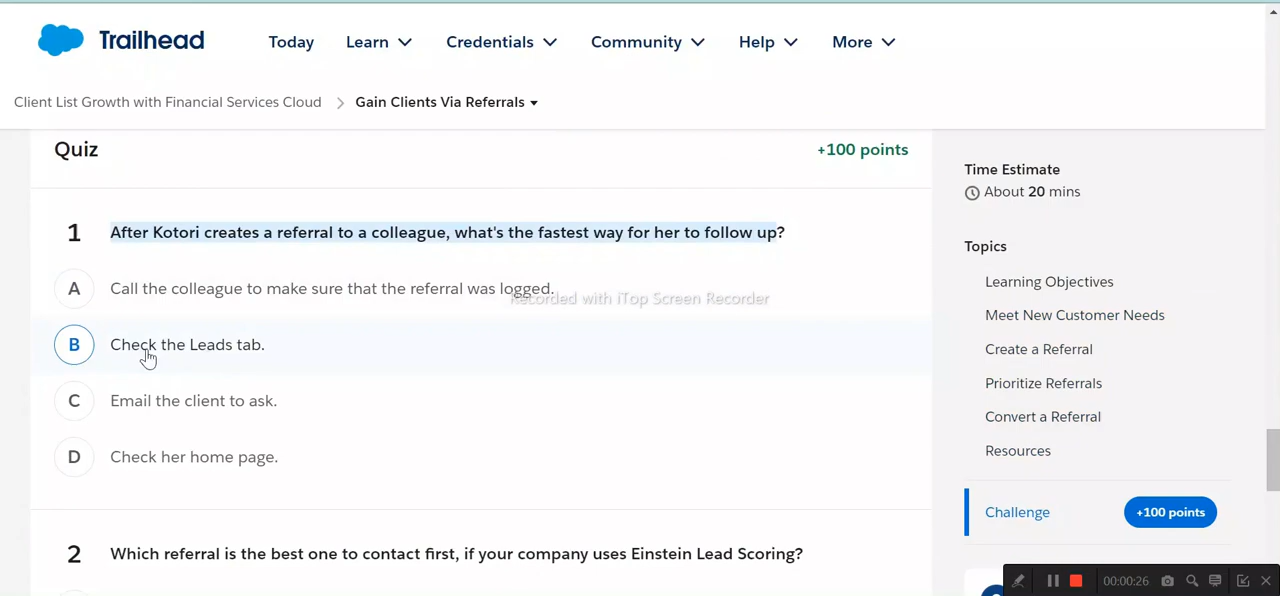 Trailhead
Today Learn Credentials Community Help More
Client List Growth with Financial Services Cloud > Gain Clients Via Referrals
Quiz +100 points
1 After Kotori creates a referral to a colleague, what's the fastest way for her to follow up?
A Call the colleague to make sure that the referral was logged.
Recorded with iTop Screen Recorder
B Check the Leads tab.
C Email the client to ask.
D Check her home page.
2 Which referral is the best one to contact first, if your company uses Einstein Lead Scoring?
Time Estimate
About 20 mins
Topics
Learning Objectives
Meet New Customer Needs
Create a Referral
Prioritize Referrals
Convert a Referral
Resources
Challenge +100 points
00:00:26